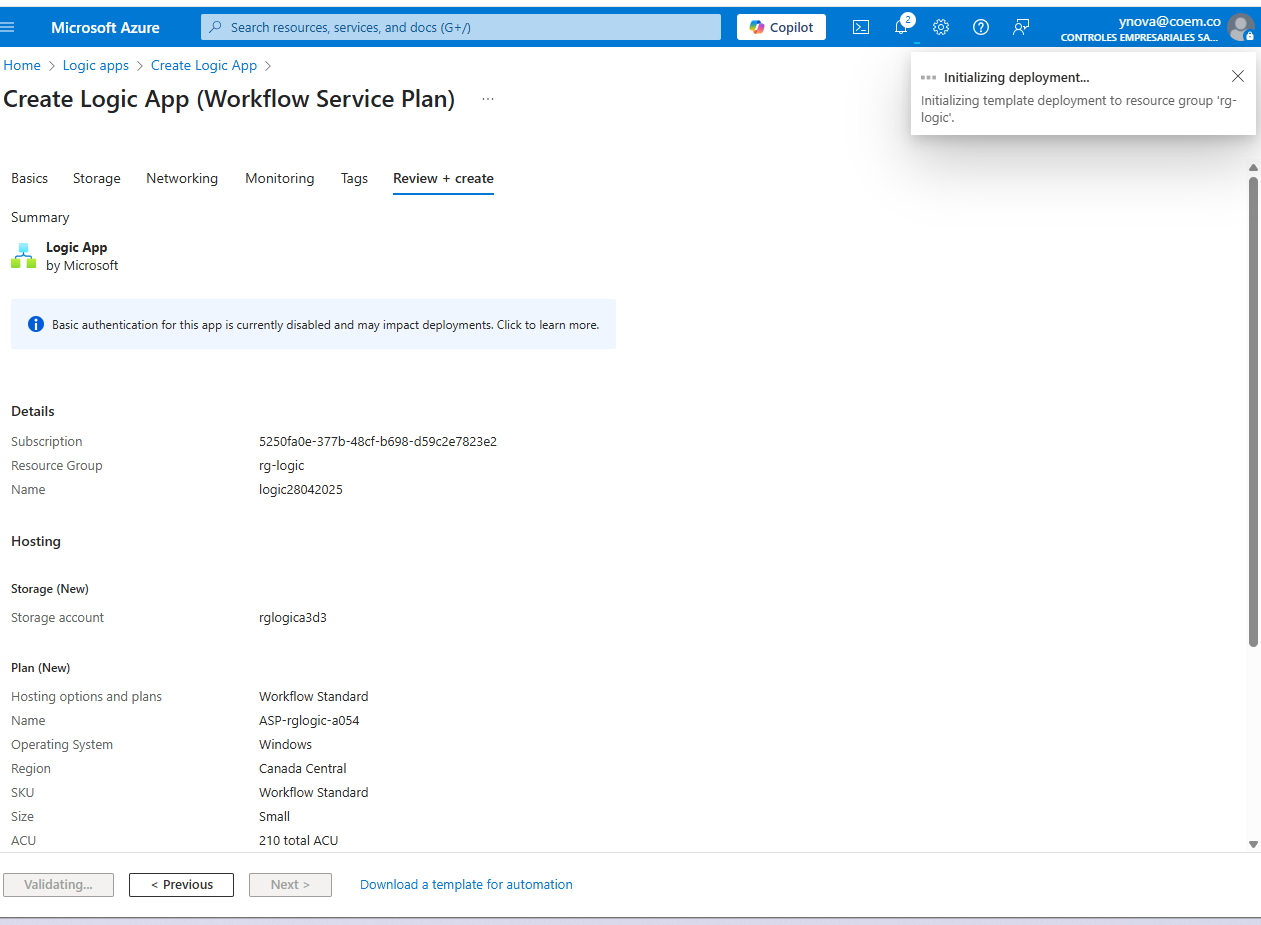 Microsoft Azure
Search resources, services, and docs (G+/)
Copilot
2
ynova@coem.co
CONTROLES EMPRESARIALES SA...
Home > Logic apps > Create Logic App >
Create Logic App (Workflow Service Plan) ...
Initializing deployment...
Initializing template deployment to resource group 'rg-
logic'.
Basics Storage Networking Monitoring Tags Review + create
Summary
Logic App
by Microsoft
Basic authentication for this app is currently disabled and may impact deployments. Click to learn more.
Details
Subscription 5250fa0e-377b-48cf-b698-d59c2e7823e2
Resource Group rg-logic
Name logic28042025
Hosting
Storage (New)
Storage account rglogica3d3
Plan (New)
Hosting options and plans Workflow Standard
Name ASP-rglogic-a054
Operating System Windows
Region Canada Central
SKU Workflow Standard
Size Small
ACU 210 total ACU
Validating... < Previous Next > Download a template for automation